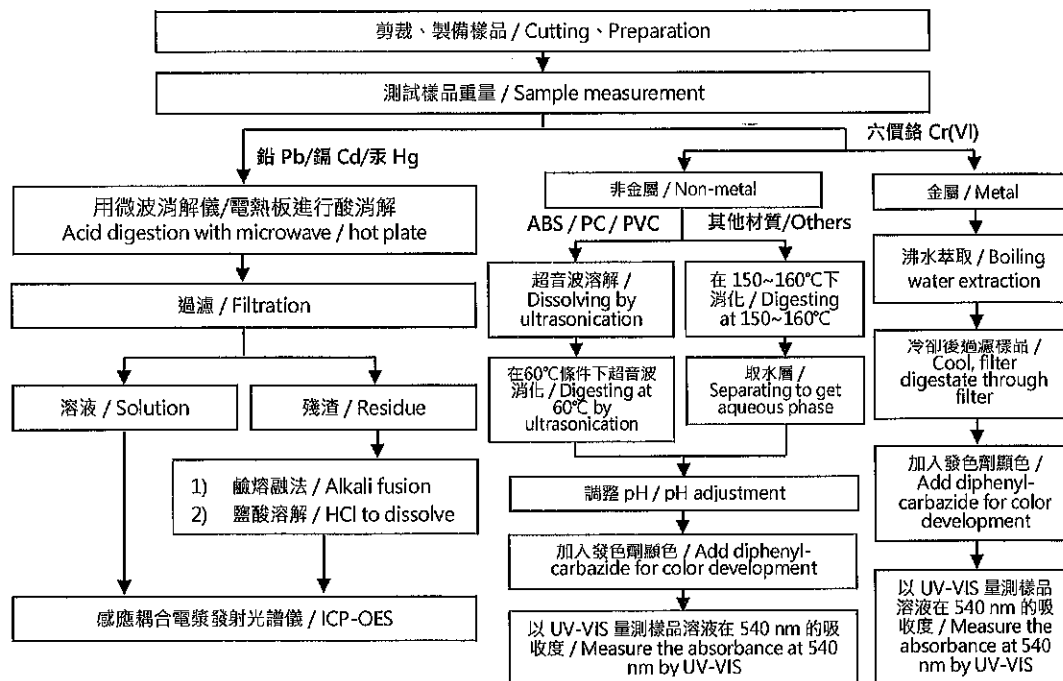 剪裁、製備樣品 / Cutting、Preparation
測試樣品重量 / Sample measurement
鉛 Pb/鎘 Cd/汞 Hg
六價鉻 Cr(VI)
用微波消解儀/電熱板進行酸消解
Acid digestion with microwave / hot plate
過濾 / Filtration
溶液 / Solution
殘渣 / Residue
1) 鹼熔融法 / Alkali fusion
2) 鹽酸溶解 / HCl to dissolve
感應耦合電漿發射光譜儀 / ICP-OES
非金屬 / Non-metal
ABS / PC / PVC
其他材質/Others
超音波溶解 /
Dissolving by
ultrasonication
在60℃條件下超音波
消化 / Digesting at
60℃ by
ultrasonication
在 150~160℃下
消化 / Digesting
at 150~160℃
取水層 /
Separating to get
aqueous phase
調整 pH / pH adjustment
加入發色劑顯色 / Add diphenyl-
carbazide for color development
以 UV-VIS 量測樣品溶液在 540 nm 的吸
收度 / Measure the absorbance at 540
nm by UV-VIS
金屬 / Metal
沸水萃取 / Boiling
water extraction
冷卻後過濾樣品 /
Cool, filter
digestate through
filter
加入發色劑顯色 /
Add diphenyl-
carbazide for color
development
以 UV-VIS 量測樣品
溶液在 540 nm 的吸
收度 / Measure the
absorbance at 540
nm by UV-VIS